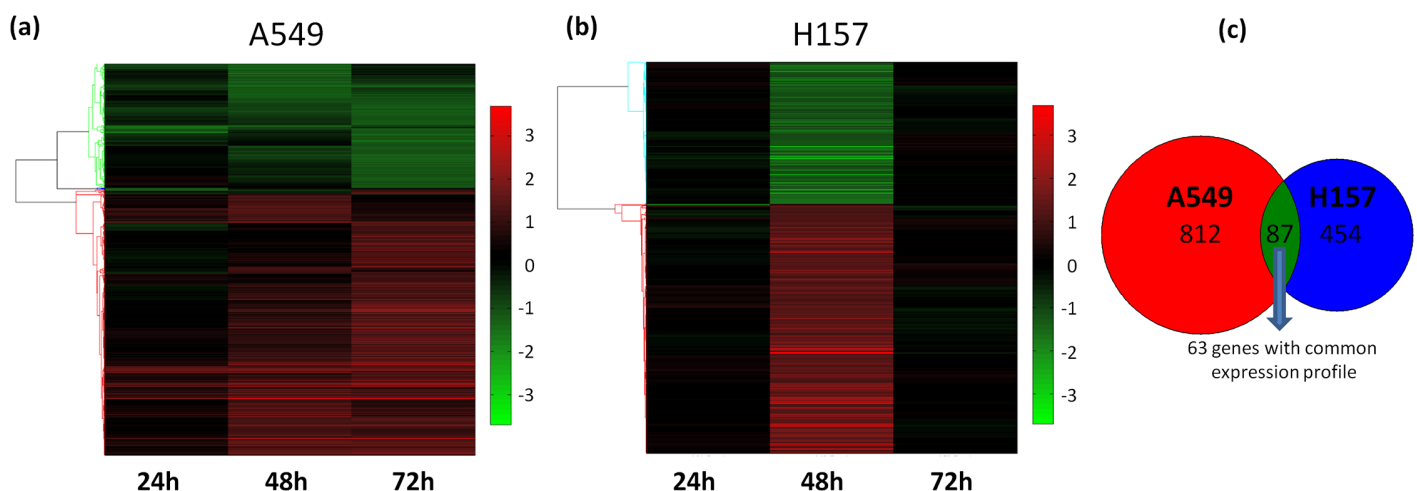 (a)
A549
3
2
1
0
-1
-2
-3
24h 48h 72h
(b)
H157
3
2
1
0
-1
-2
-3
24h 48h 72h
(c)
A549 H157
812 87 454
63 genes with common
expression profile